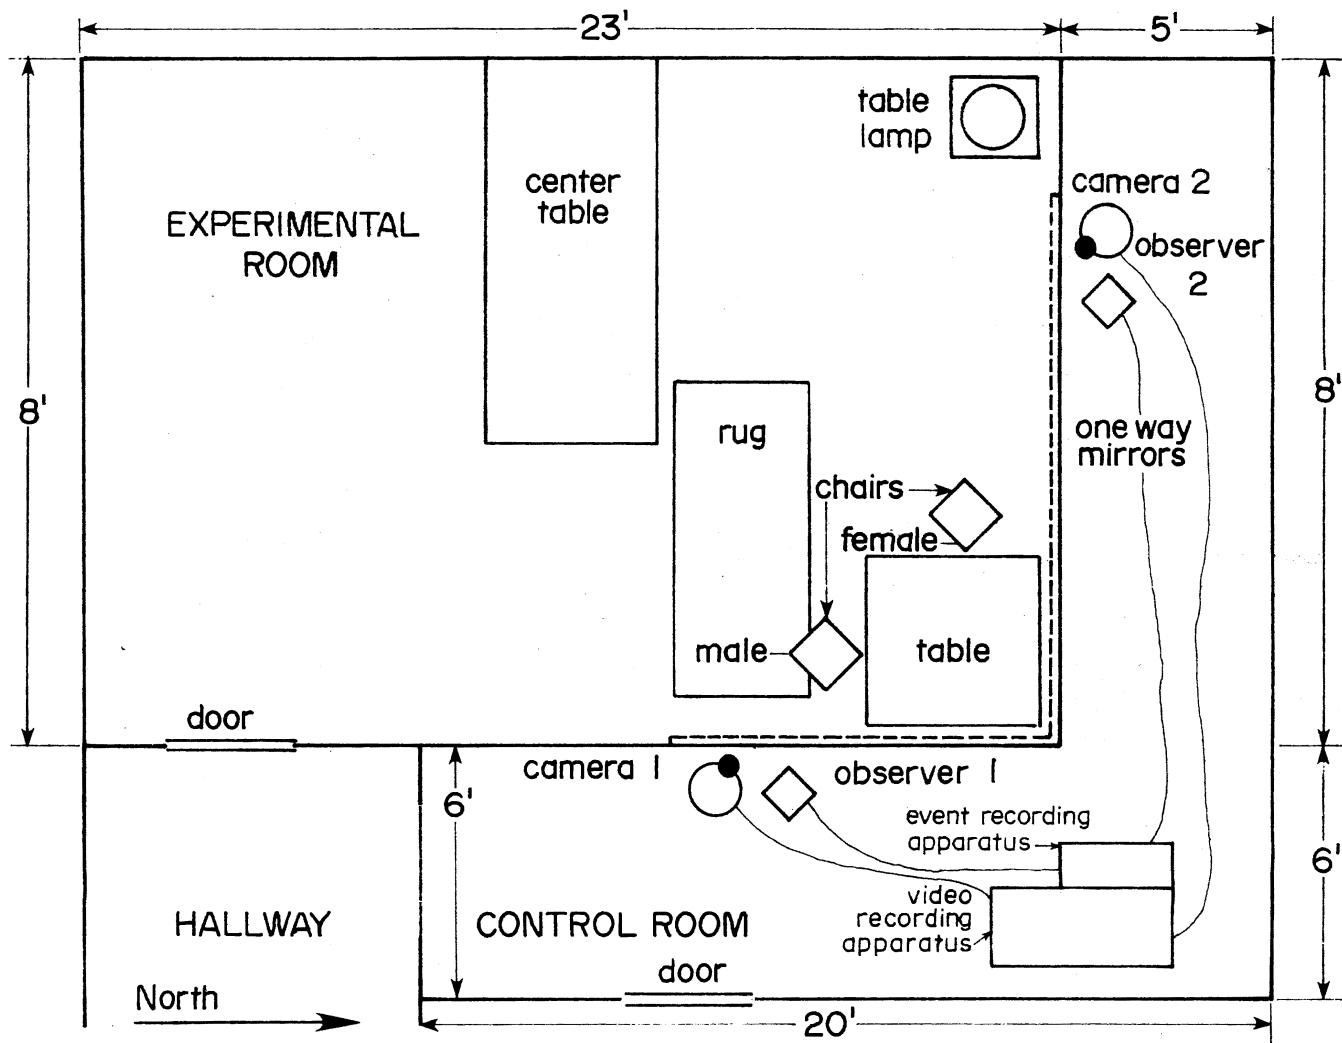 23'
5'
table
lamp
center
table
camera 2
EXPERIMENTAL
ROOM
observer
2
8'
8'
rug
one way
mirrors
chairs
female
male
table
door
camera 1
observer 1
6'
event recording
apparatus
6'
video
recording
apparatus
HALLWAY
CONTROL ROOM
door
North
20'